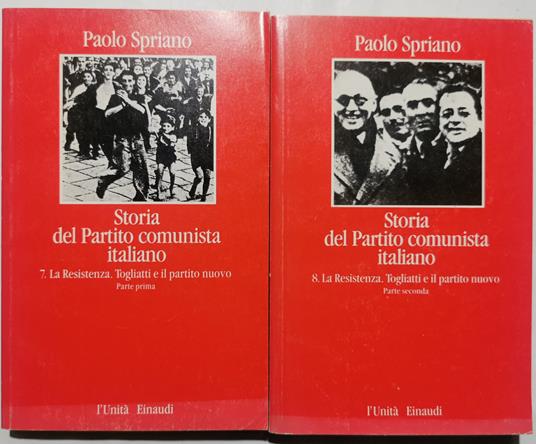 Paolo Spriano
Storia
del Partito comunista
italiano
7. La Resistenza. Togliatti e il partito nuovo
Parte prima
l'Unità Einaudi
Paolo Spriano
Storia
del Partito comunista
italiano
8. La Resistenza. Togliatti e il partito nuovo
Parte seconda
l'Unità Einaudi